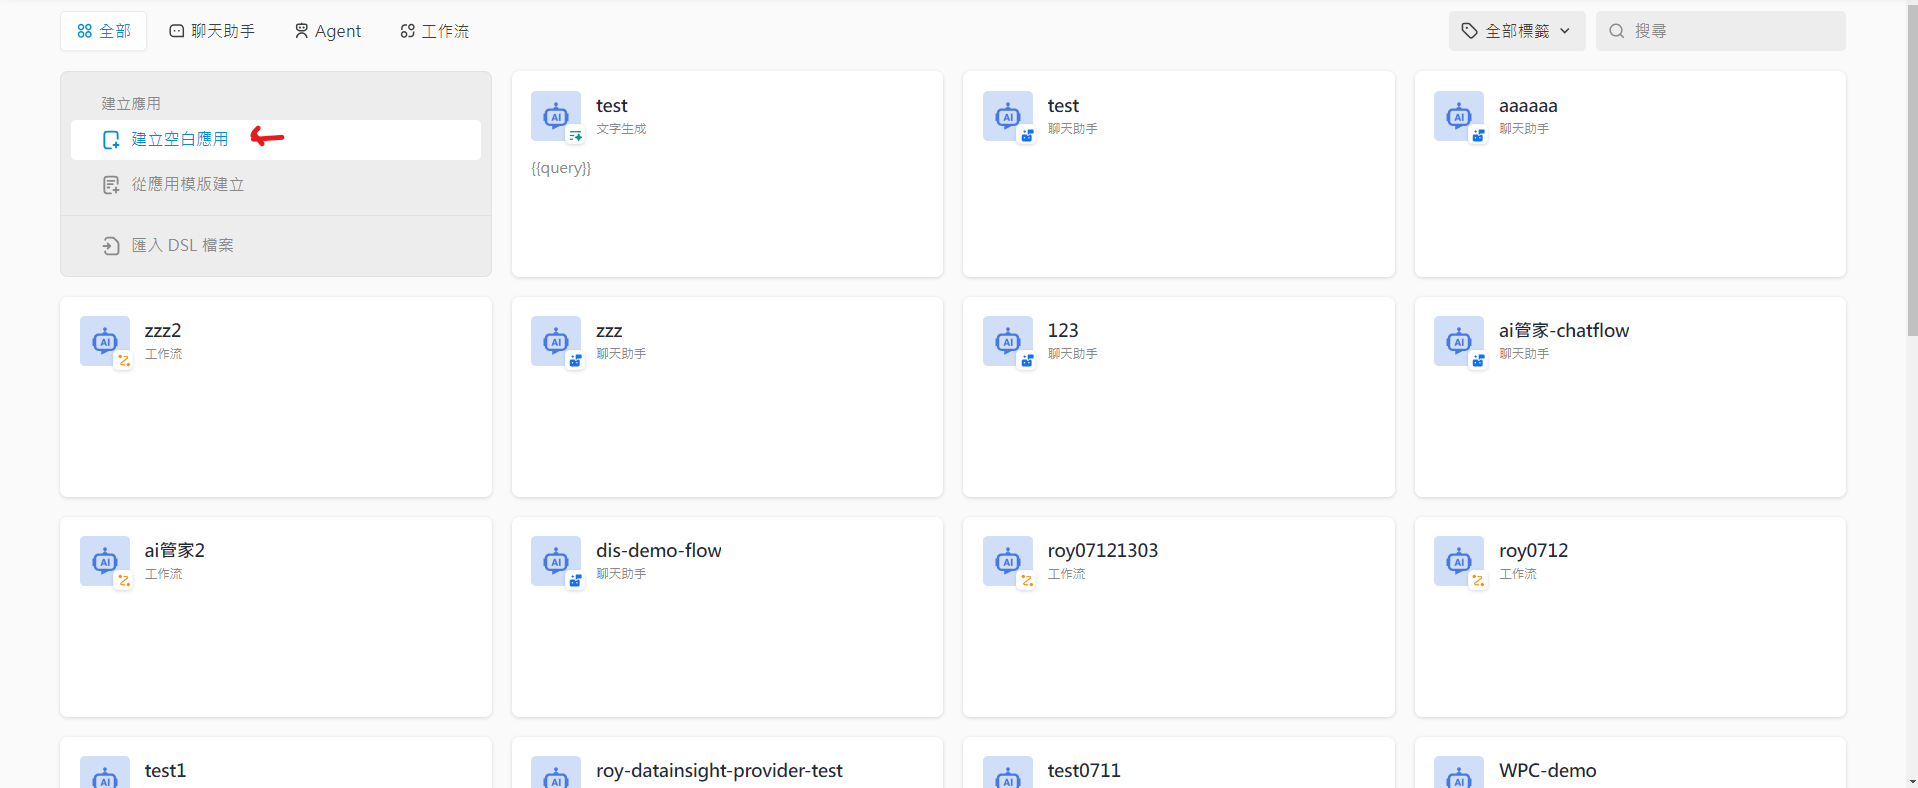 全部
聊天助手
Agent
工作流
全部標籤
搜尋
建立應用
建立空白應用
從應用模版建立
匯入 DSL 檔案
test
文字生成
{{query}}
test
聊天助手
aaaaaa
聊天助手
zzz2
工作流
zzz
聊天助手
123
聊天助手
ai管家-chatflow
聊天助手
ai管家2
工作流
dis-demo-flow
聊天助手
roy07121303
工作流
roy0712
工作流
test1
roy-datainsight-provider-test
test0711
WPC-demo